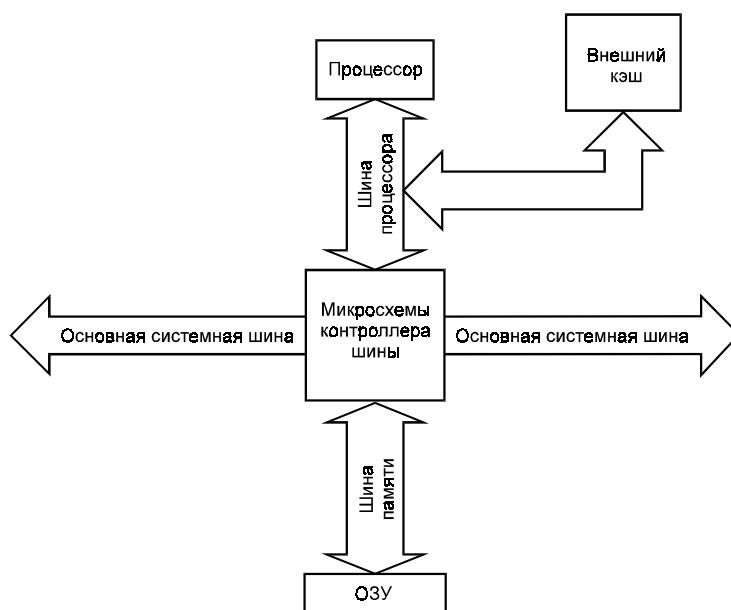 Процессор
Внешний
кэш
Шина
процессора
Микросхемы
контроллера
шины
Основная системная шина
Основная системная шина
Шина
памяти
ОЗУ